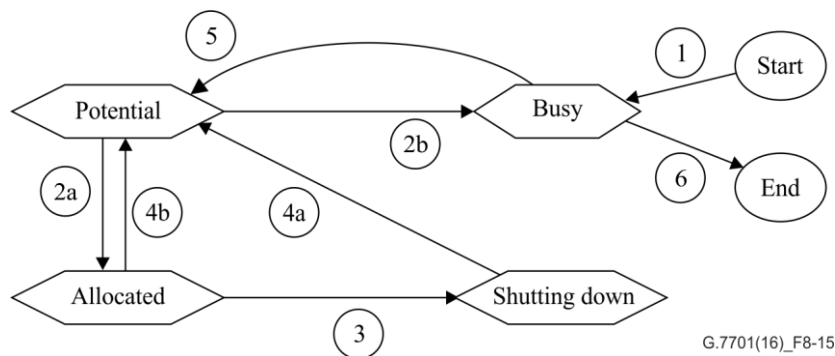 5
1
Start
Potential
Busy
2b
2a
4b
4a
6
End
Allocated
Shutting down
3
G.7701(16)_F8-15